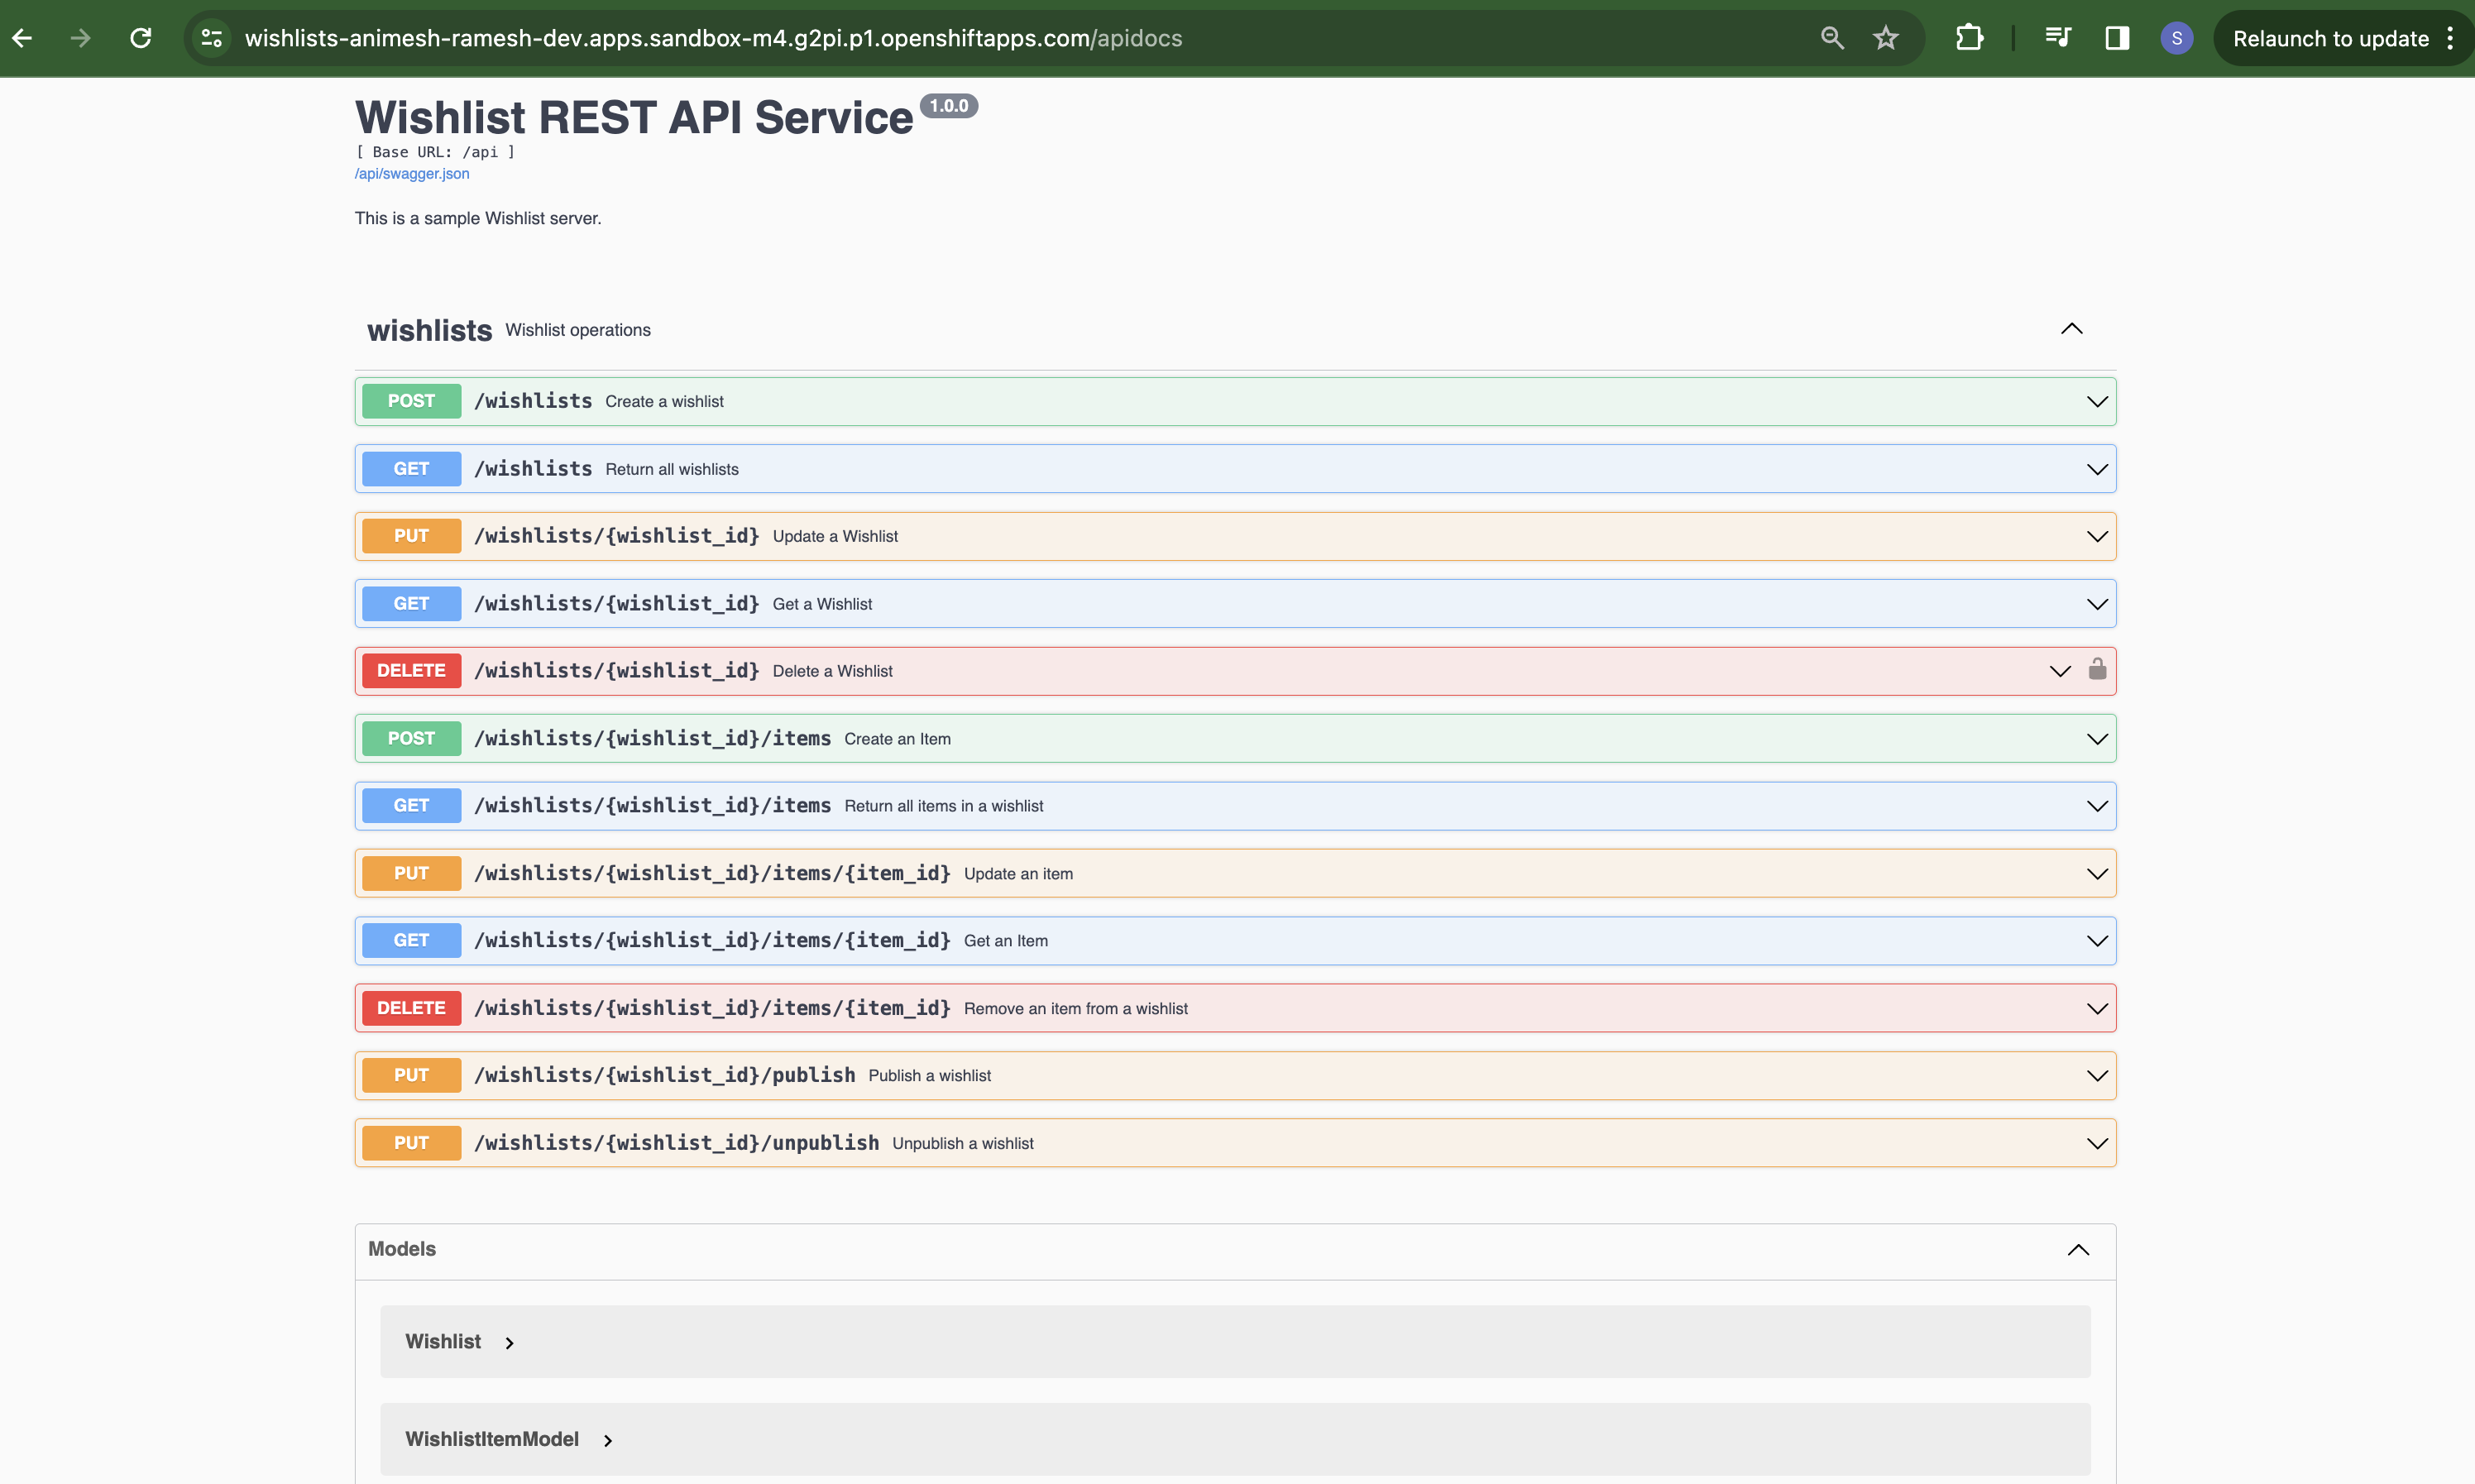 wishlists-animesh-ramesh-dev.apps.sandbox-m4.g2pi.p1.openshiftapps.com/apidocs
S
Relaunch to update
Wishlist REST API Service 1.0.0
[ Base URL: /api ]
/api/swagger.json
This is a sample Wishlist server.
wishlists Wishlist operations
POST /wishlists Create a wishlist
GET /wishlists Return all wishlists
PUT /wishlists/{wishlist_id} Update a Wishlist
GET /wishlists/{wishlist_id} Get a Wishlist
DELETE /wishlists/{wishlist_id} Delete a Wishlist
POST /wishlists/{wishlist_id}/items Create an Item
GET /wishlists/{wishlist_id}/items Return all items in a wishlist
PUT /wishlists/{wishlist_id}/items/{item_id} Update an item
GET /wishlists/{wishlist_id}/items/{item_id} Get an Item
DELETE /wishlists/{wishlist_id}/items/{item_id} Remove an item from a wishlist
PUT /wishlists/{wishlist_id}/publish Publish a wishlist
PUT /wishlists/{wishlist_id}/unpublish Unpublish a wishlist
Models
Wishlist
WishlistItemModel